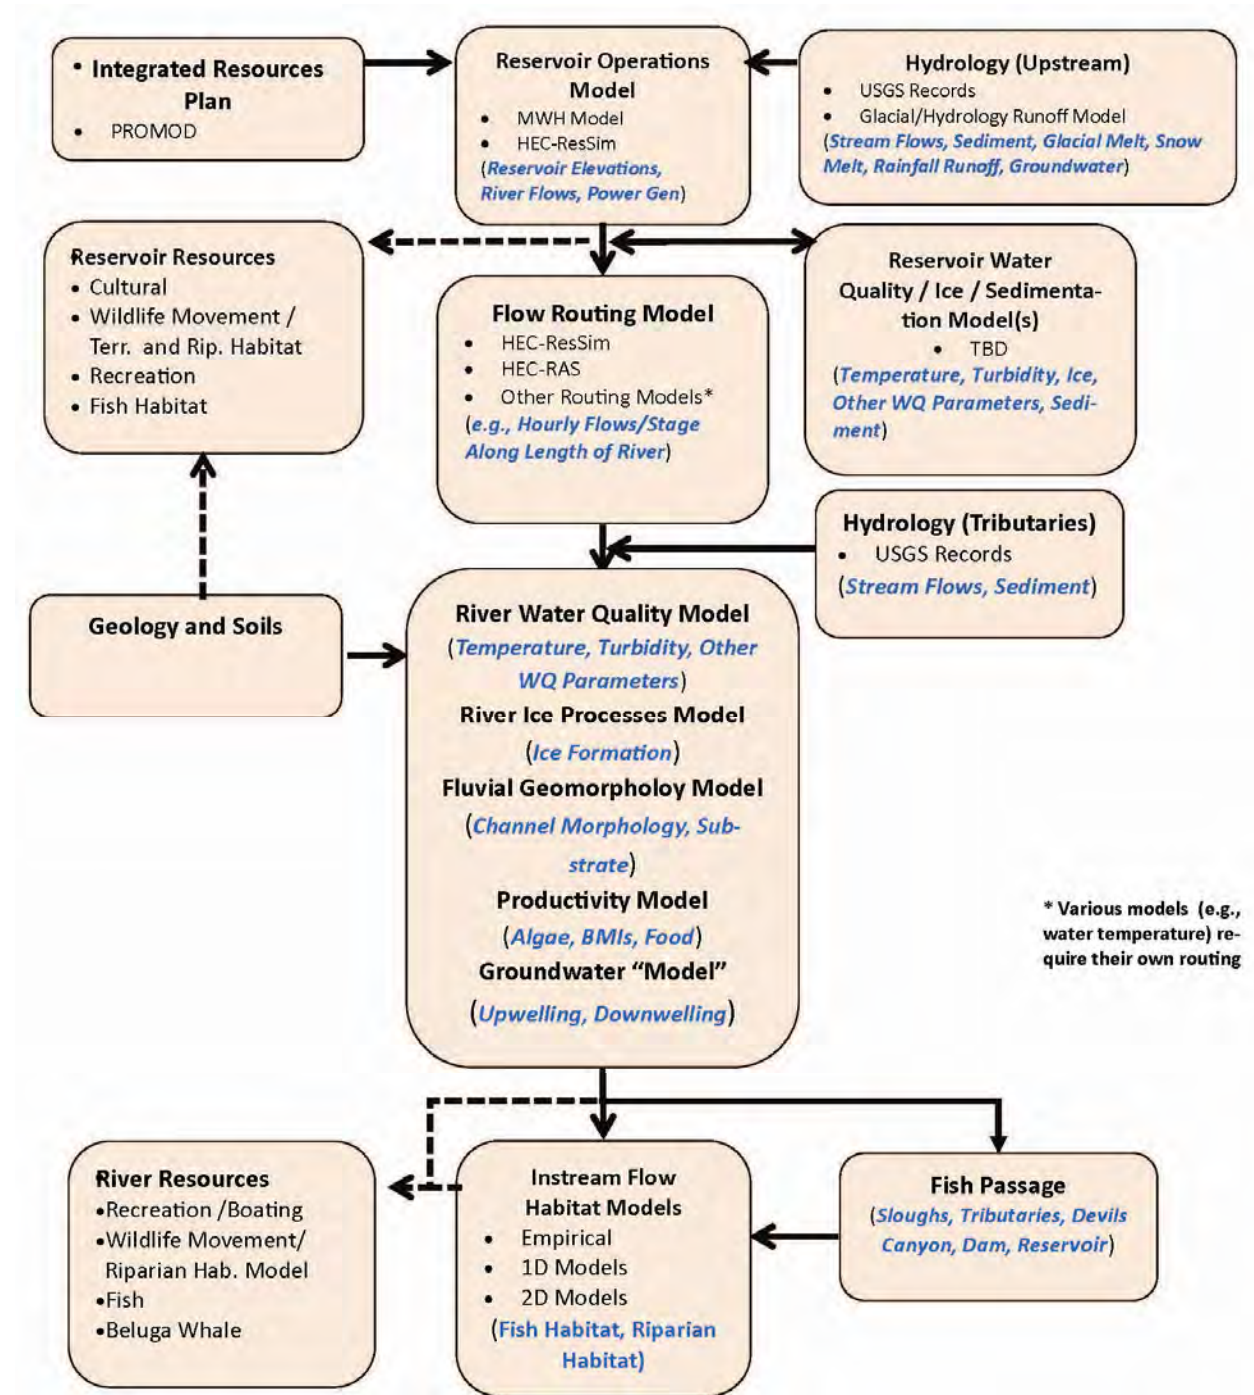 • Integrated Resources
Plan
• PROMOD
Reservoir Operations
Model
• MWH Model
• HEC-ResSim
(Reservoir Elevations,
River Flows, Power Gen)
Hydrology (Upstream)
• USGS Records
• Glacial/Hydrology Runoff Model
(Stream Flows, Sediment, Glacial Melt, Snow
Melt, Rainfall Runoff, Groundwater)
Reservoir Resources
• Cultural
• Wildlife Movement /
Terr. and Rip. Habitat
• Recreation
• Fish Habitat
Flow Routing Model
• HEC-ResSim
• HEC-RAS
• Other Routing Models*
(e.g., Hourly Flows/Stage
Along Length of River)
Reservoir Water
Quality / Ice / Sedimenta-
tion Model(s)
• TBD
(Temperature, Turbidity, Ice,
Other WQ Parameters, Sedi-
ment)
Hydrology (Tributaries)
• USGS Records
(Stream Flows, Sediment)
Geology and Soils
River Water Quality Model
(Temperature, Turbidity, Other
WQ Parameters)
River Ice Processes Model
(Ice Formation)
Fluvial Geomorpholoy Model
(Channel Morphology, Sub-
strate)
Productivity Model
(Algae, BMIs, Food)
Groundwater “Model”
(Upwelling, Downwelling)
* Various models (e.g.,
water temperature) re-
quire their own routing
River Resources
•Recreation /Boating
•Wildlife Movement/
Riparian Hab. Model
•Fish
•Beluga Whale
Instream Flow
Habitat Models
• Empirical
• 1D Models
• 2D Models
(Fish Habitat, Riparian
Habitat)
Fish Passage
(Sloughs, Tributaries, Devils
Canyon, Dam, Reservoir)